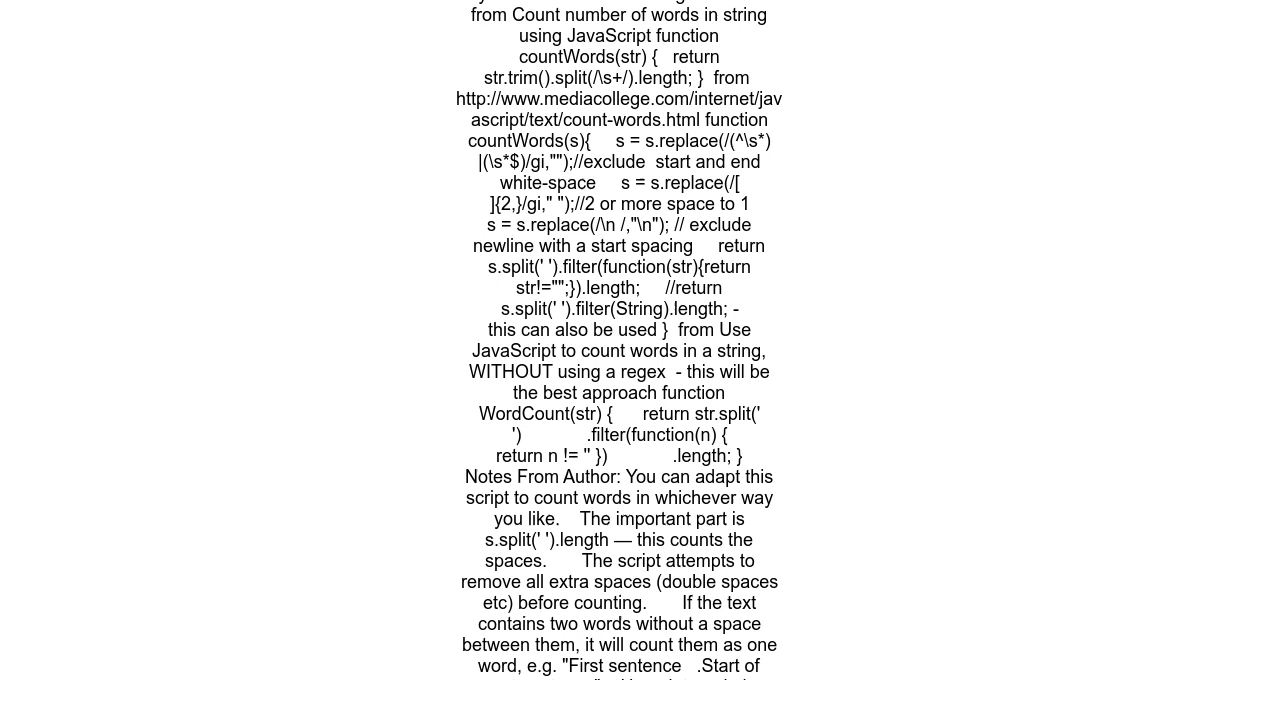 from Count number of words in string
using JavaScript function
countWords(str) {   return
str.trim().split(/\s+/).length; }  from
http://www.mediacollege.com/internet/jav
ascript/text/count-words.html function
countWords(s){     s = s.replace(/(^\s*)
|(\s*$)/gi,"");//exclude  start and end
white-space     s = s.replace(/[
]{2,}/gi," ");//2 or more space to 1
s = s.replace(/\n /,"\n"); // exclude
newline with a start spacing     return
s.split(' ').filter(function(str){return
str!="";}).length;     //return
s.split(' ').filter(String).length; -
this can also be used }  from Use
JavaScript to count words in a string,
WITHOUT using a regex  - this will be
the best approach function
WordCount(str) {      return str.split('
')             .filter(function(n) {
return n != '' })             .length; }
Notes From Author: You can adapt this
script to count words in whichever way
you like.    The important part is
s.split(' ').length — this counts the
spaces.       The script attempts to
remove all extra spaces (double spaces
etc) before counting.       If the text
contains two words without a space
between them, it will count them as one
word, e.g. "First sentence   .Start of